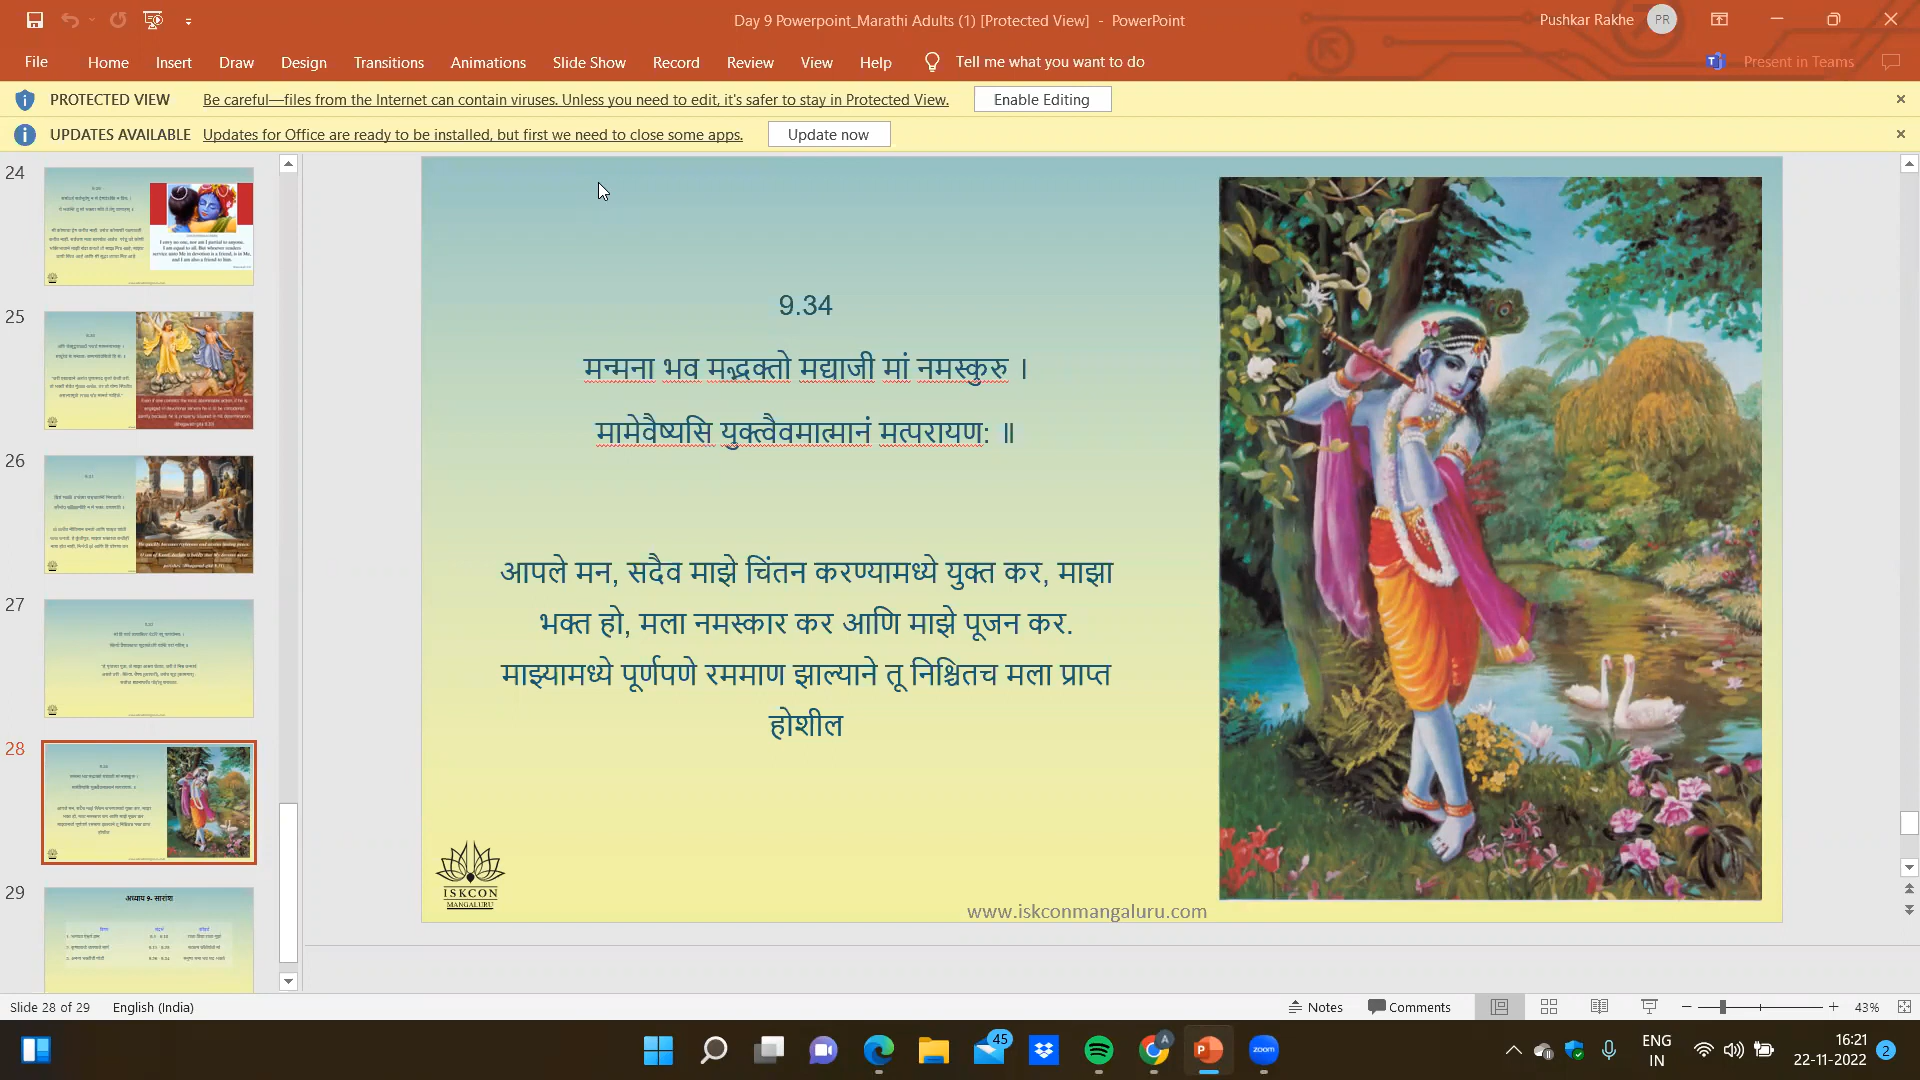 Day 9 Powerpoint_Marathi Adults (1) [Protected View] - PowerPoint
Pushkar Rakhe PR
File Home Insert Draw Design Transitions Animations Slide Show Record Review View Help Tell me what you want to do Present in Teams
PROTECTED VIEW Be careful—files from the Internet can contain viruses. Unless you need to edit, it's safer to stay in Protected View. Enable Editing
UPDATES AVAILABLE Updates for Office are ready to be installed, but first we need to close some apps. Update now
24
25
26
27
28
29
अध्याय 9- सारांश
9.34
मन्मना भव मद्भक्तो मद्याजी मां नमस्कुरु ।
मामेवैष्यसि युक्त्वैवमात्मानं मत्परायण: ॥
आपले मन, सदैव माझे चिंतन करण्यामध्ये युक्त कर, माझा
भक्त हो, मला नमस्कार कर आणि माझे पूजन कर.
माझ्यामध्ये पूर्णपणे रममाण झाल्याने तू निश्चितच मला प्राप्त
होशील
ISKCON
MANGALURU
www.iskconmangaluru.com
Slide 28 of 29 English (India) Notes Comments 43%
45
zoom
ENG
IN
16:21
22-11-2022 2